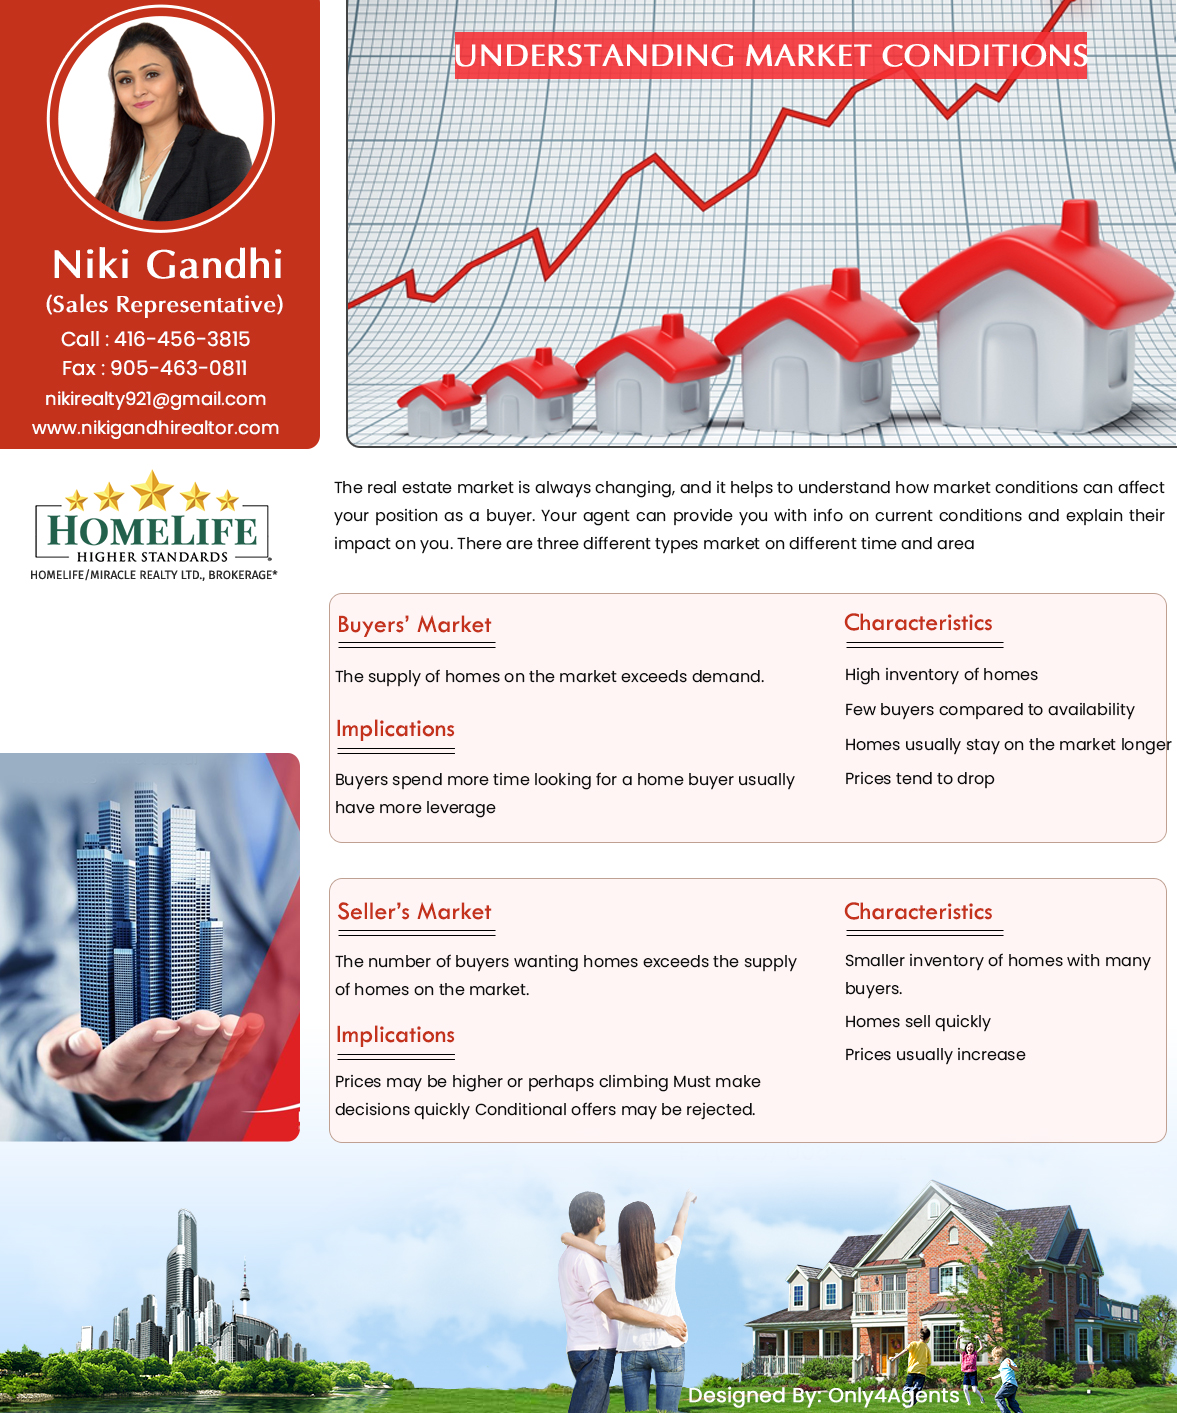 UNDERSTANDING MARKET CONDITIONS
Niki Gandhi
(Sales Representative)
Call : 416-456-3815
Fax : 905-463-0811
nikirealty921@gmail.com
www.nikigandhirealtor.com
HOMELIFE
HIGHER STANDARDS
HOMELIFE/MIRACLE REALTY LTD., BROKERAGE*
The real estate market is always changing, and it helps to understand how market conditions can affect
your position as a buyer. Your agent can provide you with info on current conditions and explain their
impact on you. There are three different types market on different time and area
Buyers' Market
The supply of homes on the market exceeds demand.
Implications
Buyers spend more time looking for a home buyer usually
have more leverage
Characteristics
High inventory of homes
Few buyers compared to availability
Homes usually stay on the market longer
Prices tend to drop
Seller's Market
The number of buyers wanting homes exceeds the supply
of homes on the market.
Implications
Prices may be higher or perhaps climbing Must make
decisions quickly Conditional offers may be rejected.
Characteristics
Smaller inventory of homes with many
buyers.
Homes sell quickly
Prices usually increase
Designed By: Only4Agents